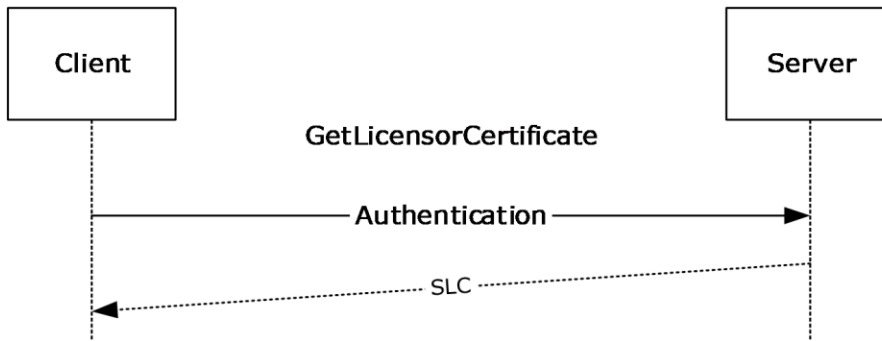 Client
Server
GetLicensorCertificate
Authentication
SLC